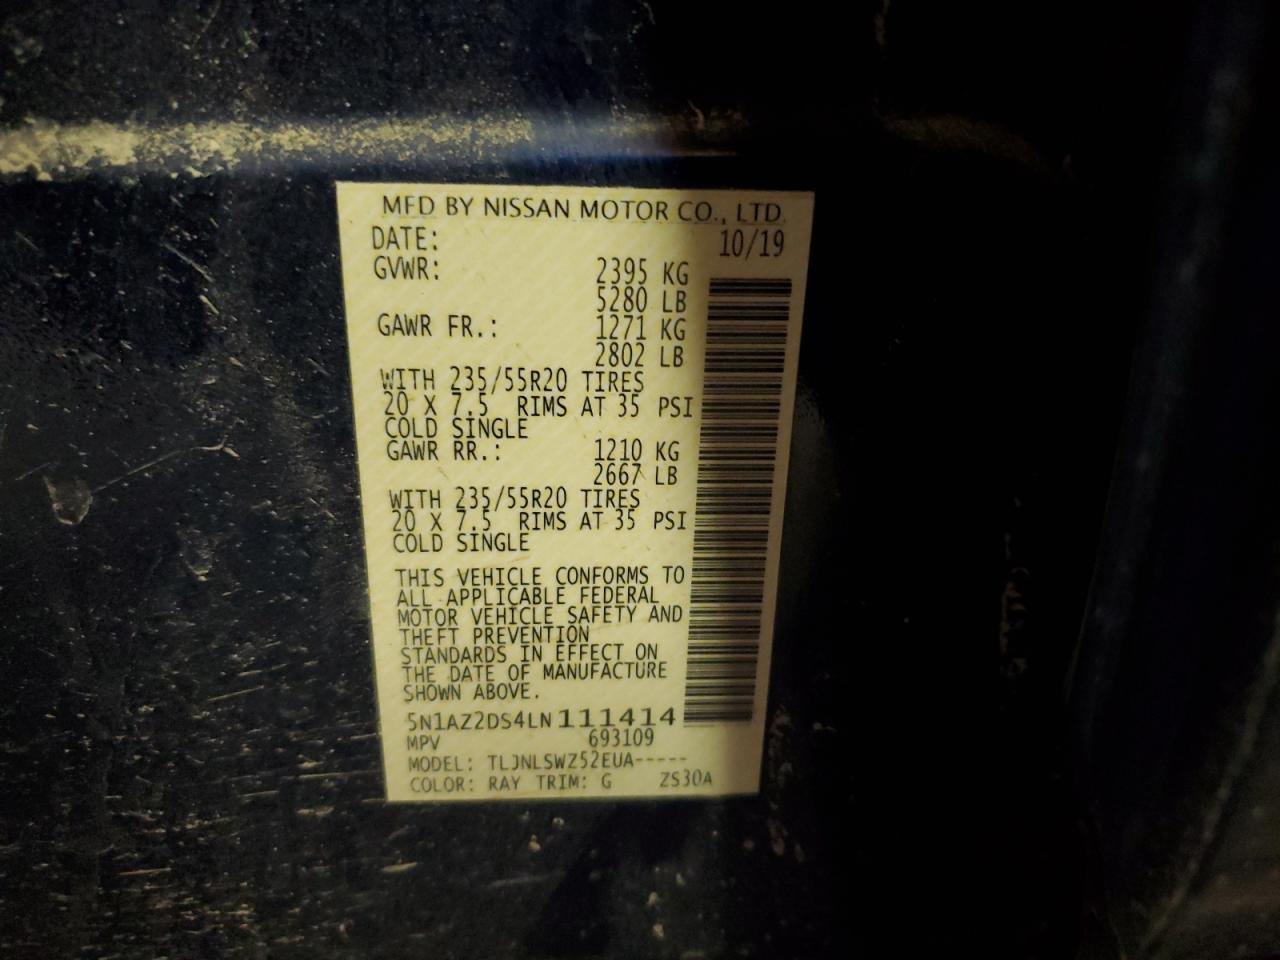 MFD BY NISSAN MOTOR CO., LTD.
DATE: 10/19
GVWR: 2395 KG
5280 LB
GAWR FR.: 1271 KG
2802 LB
WITH 235/55R20 TIRES
20 X 7.5 RIMS AT 35 PSI
COLD SINGLE
GAWR RR.: 1210 KG
2667 LB
WITH 235/55R20 TIRES
20 X 7.5 RIMS AT 35 PSI
COLD SINGLE
THIS VEHICLE CONFORMS TO
ALL APPLICABLE FEDERAL
MOTOR VEHICLE SAFETY AND
THEFT PREVENTION
STANDARDS IN EFFECT ON
THE DATE OF MANUFACTURE
SHOWN ABOVE.
5N1AZ2DS4LN111414
MPV 693109
MODEL: TLJNLSWZ52EUA-----
COLOR: RAY TRIM: G ZS30A